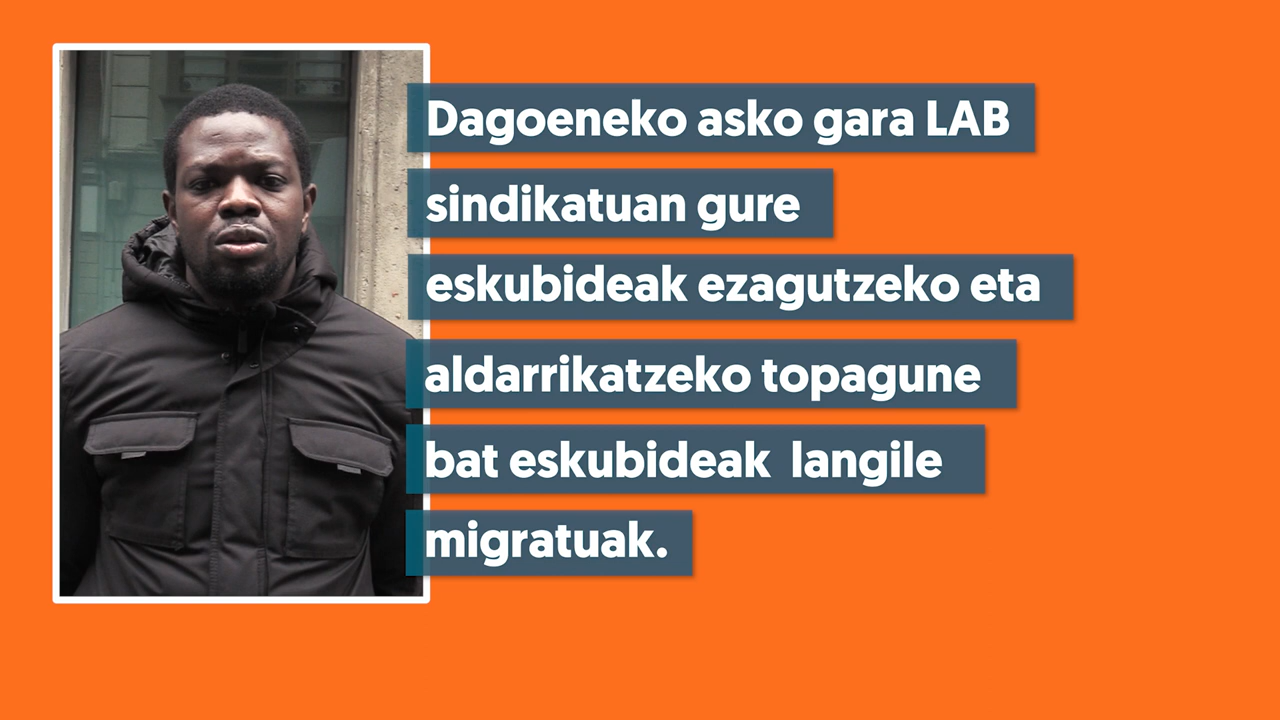 Dagoeneko asko gara LAB
sindikatuan gure
eskubideak ezagutzeko eta
aldarrikatzeko topagune
bat eskubideak  langile
migratuak.